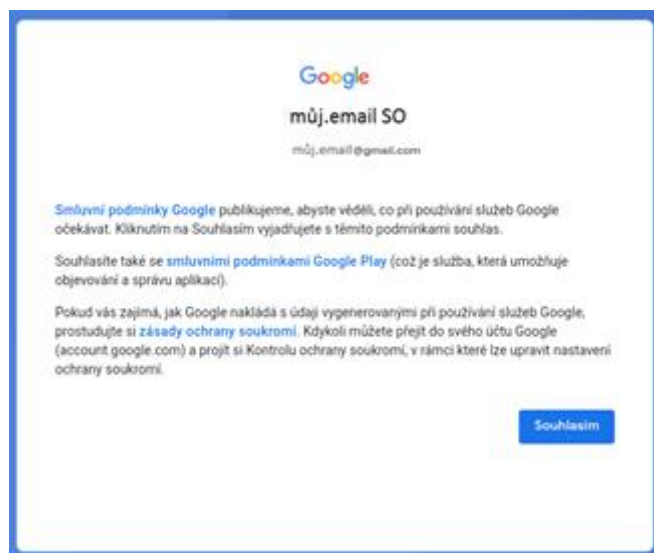 Google
můj.email SO
můj.email@gmail.com
Smluvní podmínky Google publikujeme, abyste věděli, co při používání služeb Google
očekávat. Kliknutím na Souhlasím vyjadřujete s těmito podmínkami souhlas.
Souhlasíte také se smluvními podmínkami Google Play (což je služba, která umožňuje
objevování a správu aplikací).
Pokud vás zajímá, jak Google nakládá s údaji vygenerovanými při používání služeb Google,
prostudujte si zásady ochrany soukromí. Kdykoli můžete přejít do svého účtu Google
(account.google.com) a projít si Kontrolu ochrany soukromí, v rámci které lze upravit nastavení
ochrany soukromí.
Souhlasím